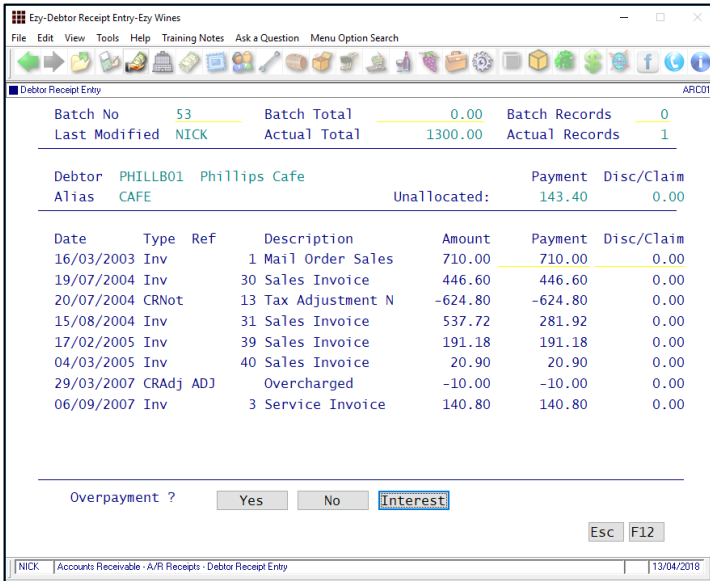 Ezy-Debtor Receipt Entry-Ezy Wines
File Edit View Tools Help Training Notes Ask a Question Menu Option Search
Debtor Receipt Entry ARC01
Batch No 53 Batch Total 0.00 Batch Records 0
Last Modified NICK Actual Total 1300.00 Actual Records 1
Debtor PHILLB01 Phillips Cafe Payment Disc/Claim
Alias CAFE Unallocated: 143.40 0.00
Date Type Ref Description Amount Payment Disc/Claim
16/03/2003 Inv 1 Mail Order Sales 710.00 710.00 0.00
19/07/2004 Inv 30 Sales Invoice 446.60 446.60 0.00
20/07/2004 CRNot 13 Tax Adjustment N -624.80 -624.80 0.00
15/08/2004 Inv 31 Sales Invoice 537.72 281.92 0.00
17/02/2005 Inv 39 Sales Invoice 191.18 191.18 0.00
04/03/2005 Inv 40 Sales Invoice 20.90 20.90 0.00
29/03/2007 CRAdj ADJ Overcharged -10.00 -10.00 0.00
06/09/2007 Inv 3 Service Invoice 140.80 140.80 0.00
Overpayment ? Yes No Interest
Esc F12
NICK Accounts Receivable - A/R Receipts - Debtor Receipt Entry 13/04/2018